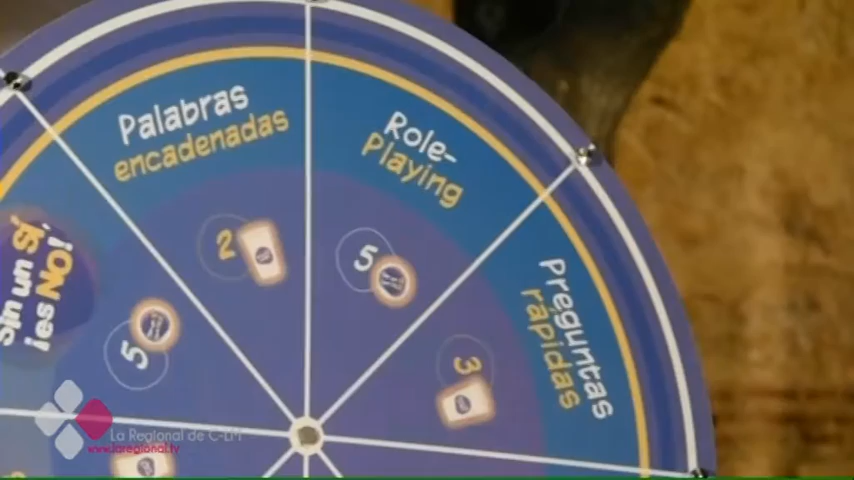 Palabras
encadenadas
2
Role-
Playing
5
Preguntas
rápidas
3
Sin un SÍ,
¡es NO!
5
La Regional de C-LM
www.laregional.tv